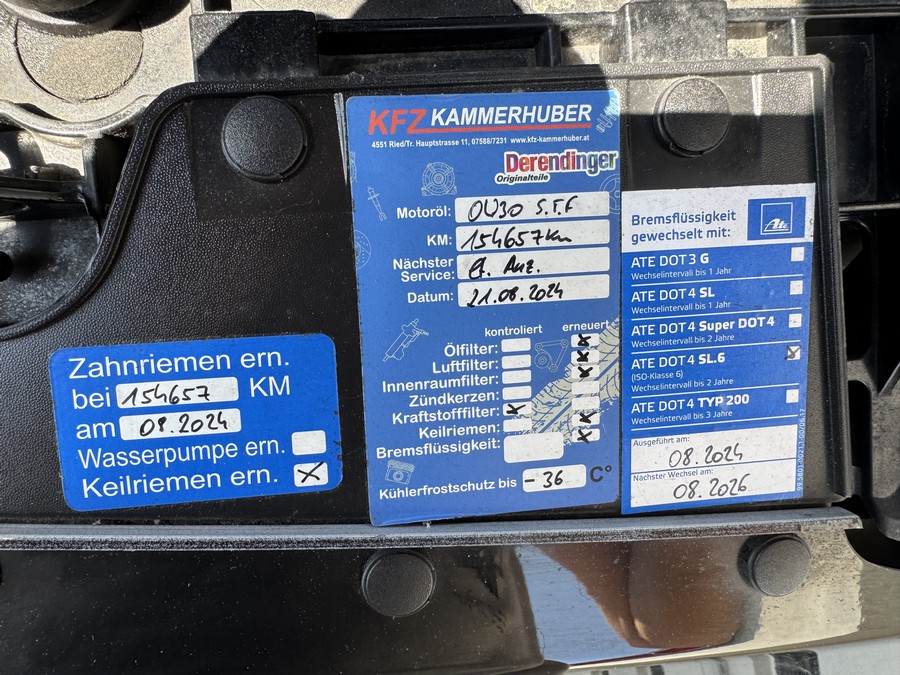 Zahnriemen ern.
bei 154657 KM
am 08.2024
Wasserpumpe ern.
Keilriemen ern. X
KFZ KAMMERHUBER
4551 Ried/Tr. Hauptstrasse 11, 07588/7231 www.kfz-kammerhuber.at
Derendinger
Originalteile
Motoröl: 0W30 S.T.F
KM: 154657km
Nächster
Service: lt. Anz.
Datum: 21.08.2024
kontroliert erneuert
Ölfilter:
Luftfilter:
Innenraumfilter:
Zündkerzen:
Kraftstofffilter:
Keilriemen:
Bremsflüssigkeit:
Kühlerfrostschutz bis -36 C°
Bremsflüssigkeit
gewechselt mit:
Ate
ATE DOT 3 G
Wechselintervall bis 1 Jahr
ATE DOT 4 SL
Wechselintervall bis 1 Jahr
ATE DOT 4 Super DOT 4
Wechselintervall bis 2 Jahre
ATE DOT 4 SL.6
(ISO-Klasse 6)
Wechselintervall bis 2 Jahre
ATE DOT 4 TYP 200
Wechselintervall bis 3 Jahre
Ausgeführt am:
08.2024
Nächster Wechsel am:
08.2026